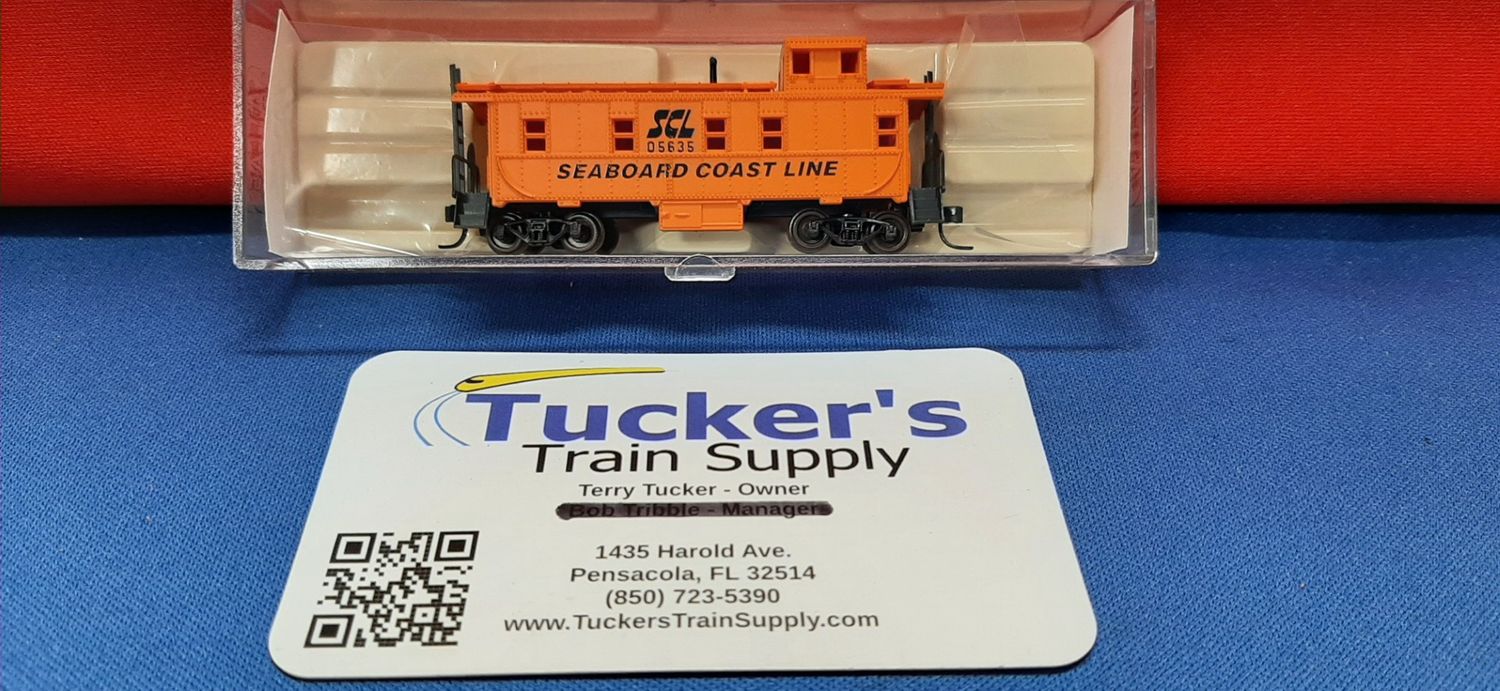 SCL
05635
SEABOARD COAST LINE
Tucker's
Train Supply
Terry Tucker - Owner
Bob Tribble - Manager
1435 Harold Ave.
Pensacola, FL 32514
(850) 723-5390
www.TuckersTrainSupply.com